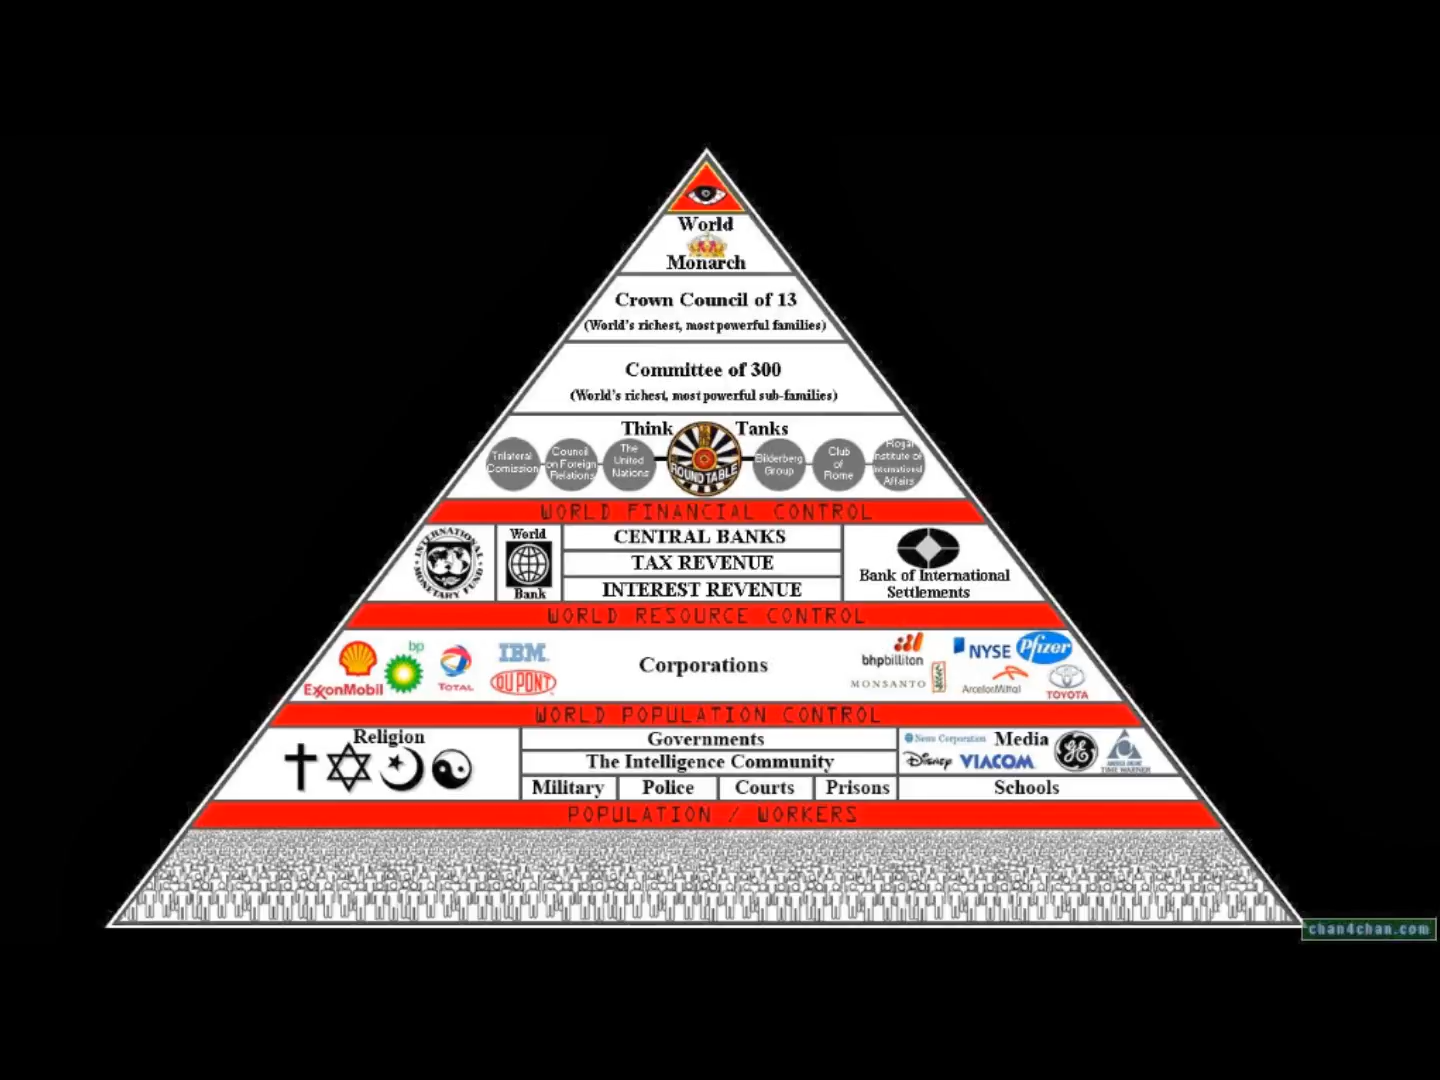 World
Monarch
Crown Council of 13
(World's richest, most powerful families)
Committee of 300
(World's richest, most powerful sub-families)
Think Tanks
Trilateral Comission
Council on Foreign Relations
The United Nations
ROUND TABLE
Bilderberg Group
Club of Rome
Royal Institute of International Affairs
WORLD FINANCIAL CONTROL
INTERNATIONAL MONETARY FUND
World Bank
CENTRAL BANKS
TAX REVENUE
INTEREST REVENUE
Bank of International
Settlements
WORLD RESOURCE CONTROL
ExxonMobil
bp
TOTAL
IBM
DU PONT
Corporations
bhpbilliton
MONSANTO
NYSE
Pfizer
ArcelorMittal
TOYOTA
WORLD POPULATION CONTROL
Religion
Governments
The Intelligence Community
Military Police Courts Prisons
News Corporation
Media
Disney
VIACOM
GE
TIME WARNER
Schools
POPULATION / WORKERS
chan4chan.com